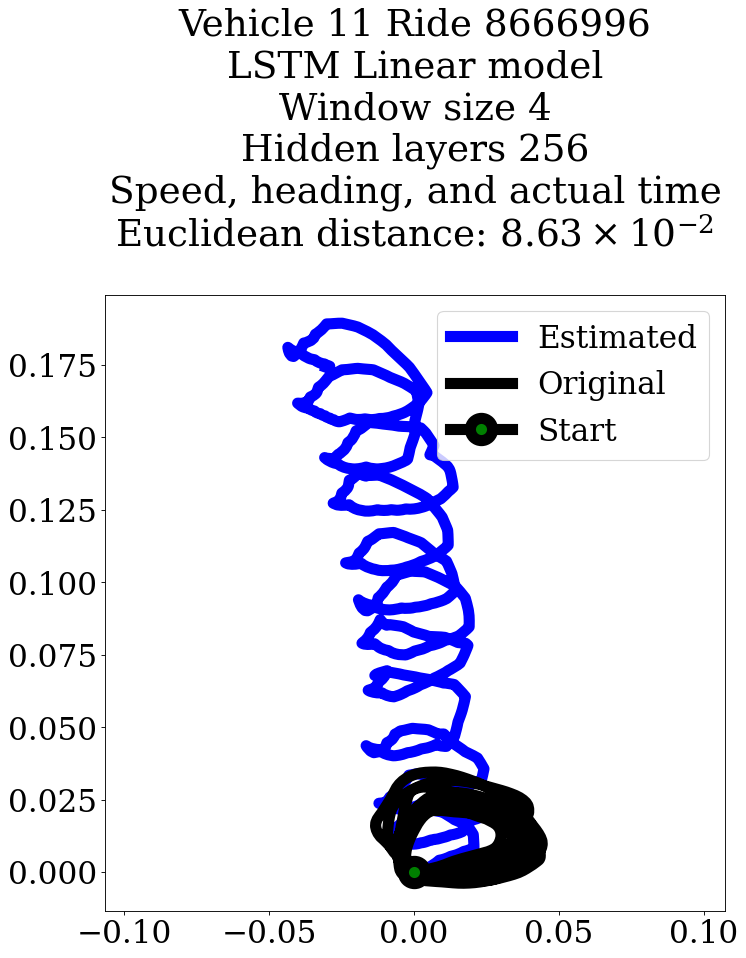 Vehicle 11 Ride 8666996
LSTM Linear model
Window size 4
Hidden layers 256
Speed, heading, and actual time
Euclidean distance: 8.63 × 10⁻²
Estimated
Original
Start
0.175
0.150
0.125
0.100
0.075
0.050
0.025
0.000
−0.10 −0.05 0.00 0.05 0.10